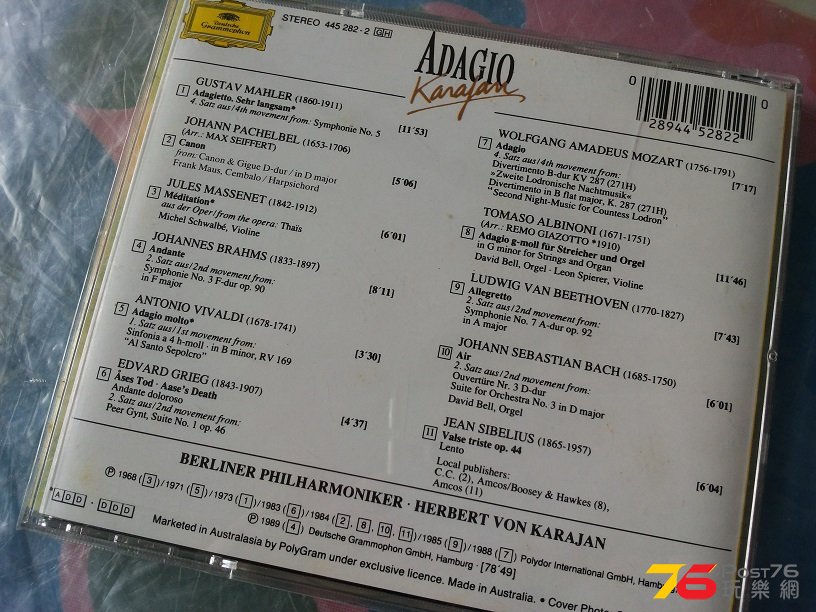 Deutsche
Grammophon
STEREO 445 282-2 GH
ADAGIO
Karajan
0 28944 52822 0
GUSTAV MAHLER (1860-1911)
1 Adagietto. Sehr langsam* [11'53]
4. Satz aus/4th movement from: Symphonie No. 5
JOHANN PACHELBEL (1653-1706)
(Arr.: MAX SEIFFERT)
2 Canon [5'06]
from: Canon & Gigue D-dur / in D major
Frank Maus, Cembalo / Harpsichord
JULES MASSENET (1842-1912)
3 Méditation* [6'01]
aus der Oper/from the opera: Thaïs
Michel Schwalbé, Violine
JOHANNES BRAHMS (1833-1897)
4 Andante [8'11]
2. Satz aus/2nd movement from:
Symphonie No. 3 F-dur op. 90
in F major
ANTONIO VIVALDI (1678-1741)
5 Adagio molto* [3'30]
1. Satz aus/1st movement from:
Sinfonia a 4 h-moll · in B minor, RV 169
"Al Santo Sepolcro"
EDVARD GRIEG (1843-1907)
6 Åses Tod · Aase's Death [4'37]
Andante doloroso
2. Satz aus/2nd movement from:
Peer Gynt, Suite No. 1 op. 46
WOLFGANG AMADEUS MOZART (1756-1791)
7 Adagio [7'17]
4. Satz aus/4th movement from:
Divertimento B-dur KV 287 (271H)
»Zweite Lodronische Nachtmusik«
Divertimento in B flat major, K. 287 (271H)
"Second Night-Music for Countess Lodron"
TOMASO ALBINONI (1671-1751)
(Arr.: REMO GIAZOTTO *1910)
8 Adagio g-moll für Streicher und Orgel [11'46]
in G minor for Strings and Organ
David Bell, Orgel · Leon Spierer, Violine
LUDWIG VAN BEETHOVEN (1770-1827)
9 Allegretto [7'43]
2. Satz aus/2nd movement from:
Symphonie No. 7 A-dur op. 92
in A major
JOHANN SEBASTIAN BACH (1685-1750)
10 Air [6'01]
2. Satz aus/2nd movement from:
Ouvertüre Nr. 3 D-dur
Suite for Orchestra No. 3 in D major
David Bell, Orgel
JEAN SIBELIUS (1865-1957)
11 Valse triste op. 44 [6'04]
Lento
Local publishers:
C.C. (2), Amcos/Boosey & Hawkes (8),
Amcos (11)
BERLINER PHILHARMONIKER · HERBERT VON KARAJAN
℗ 1968 (3)/1971 (5)/1973 (1)/1983 (6)/1984 (2, 8, 10, 11)/1985 (9)/1988 (7) Polydor International GmbH, Hamburg
℗ 1989 (4) Deutsche Grammophon GmbH, Hamburg · [78'49]
*ADD · DDD
Marketed in Australasia by PolyGram under exclusive licence. Made in Australia. • Cover Photo
76 Post76
玩樂網